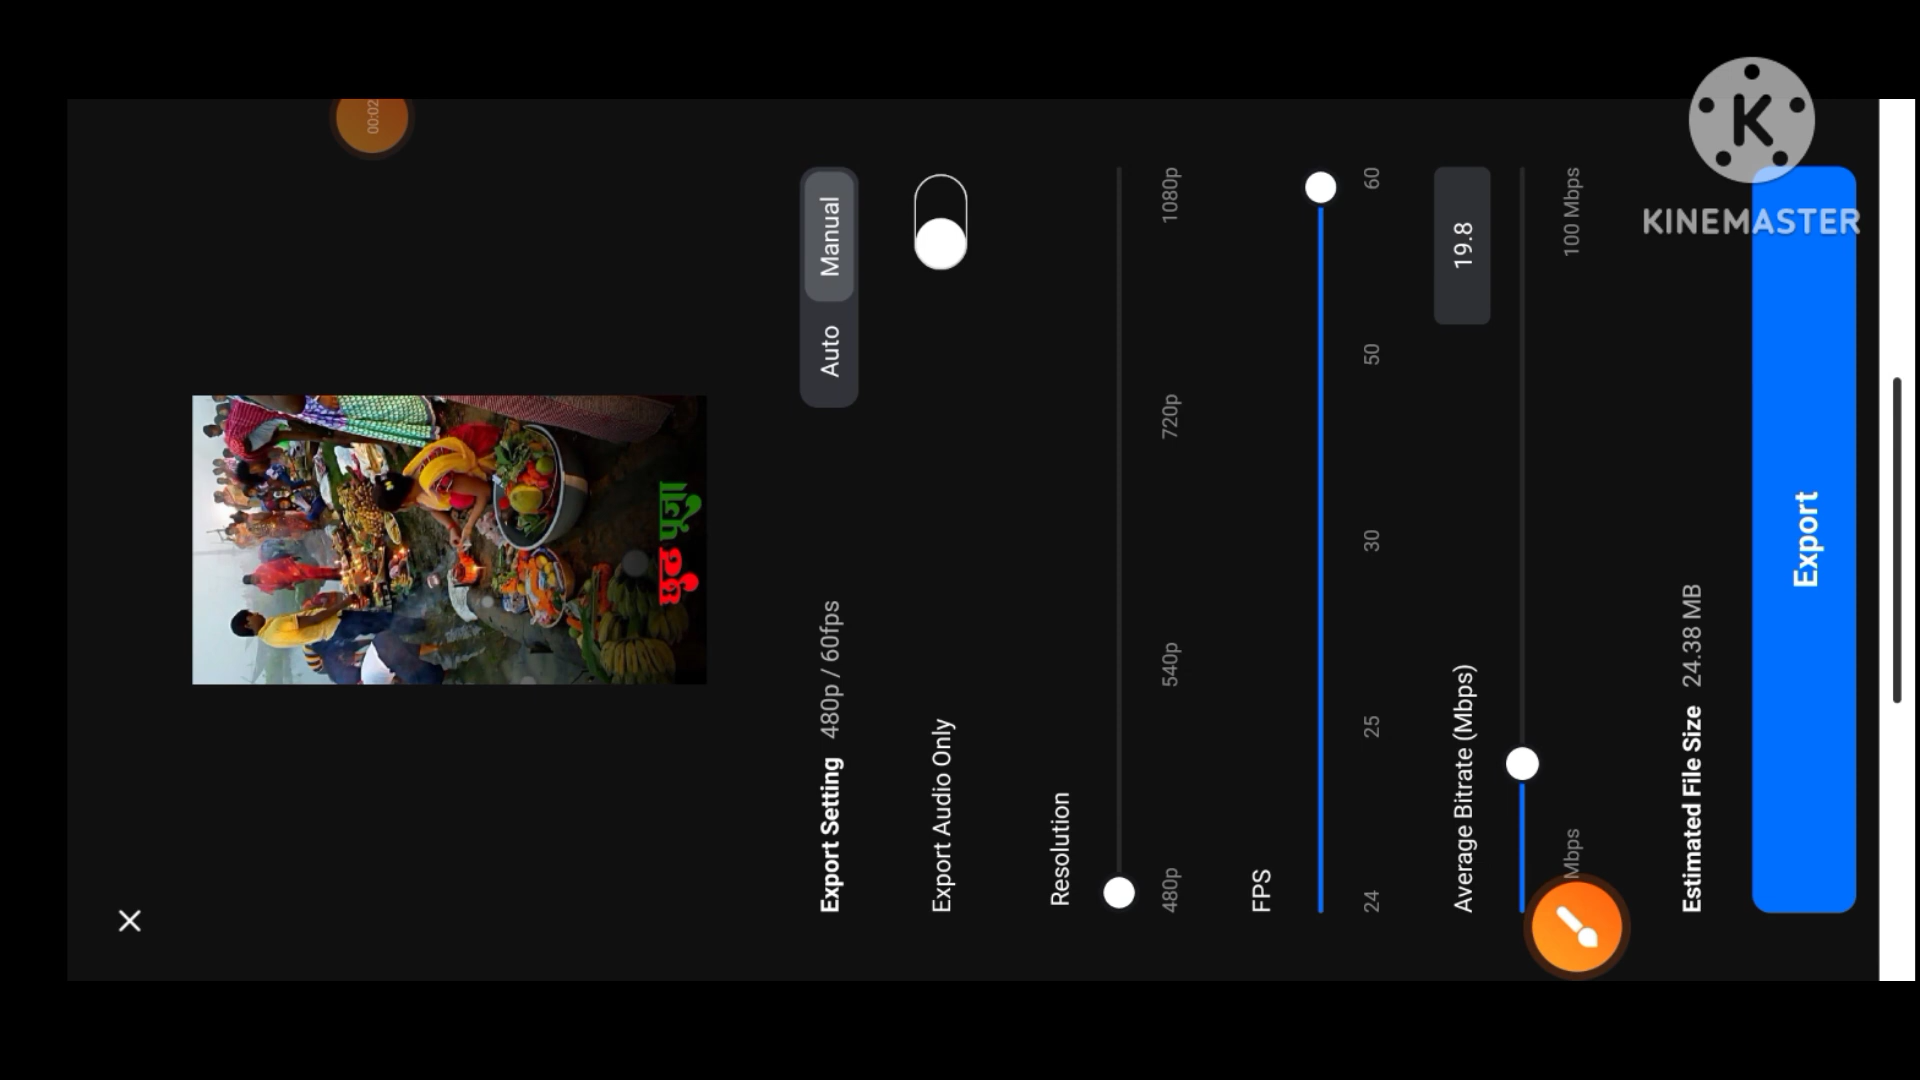 00:02
छठ पूजा
Export Setting 480p / 60fps
Auto Manual
Export Audio Only
Resolution
480p 540p 720p 1080p
FPS
24 25 30 50 60
Average Bitrate (Mbps) 19.8
Mbps 100 Mbps
Estimated File Size 24.38 MB
Export
K
KINEMASTER